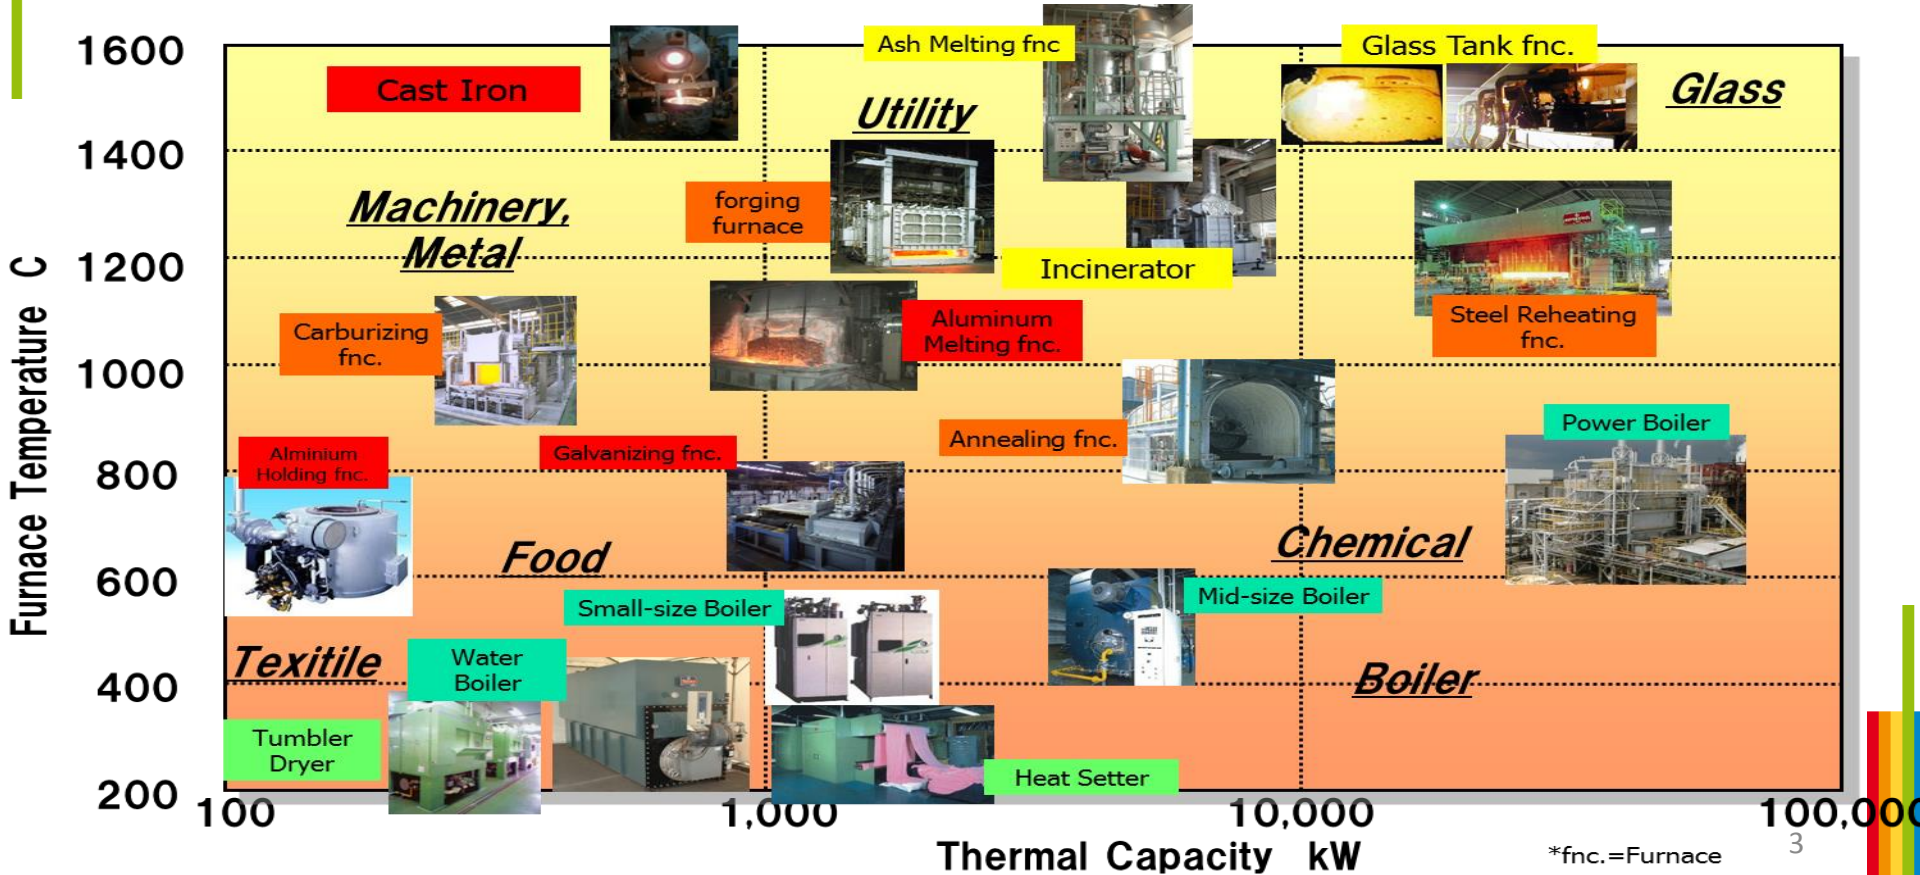 1600
1400
1200
1000
800
600
400
200
Furnace Temperature C
Cast Iron
Ash Melting fnc
Glass Tank fnc.
Glass
Utility
Machinery,
Metal
forging
furnace
Incinerator
Carburizing
fnc.
Aluminum
Melting fnc.
Steel Reheating
fnc.
Alminium
Holding fnc.
Galvanizing fnc.
Annealing fnc.
Power Boiler
Food
Chemical
Small-size Boiler
Mid-size Boiler
Texitile
Water
Boiler
Boiler
Tumbler
Dryer
Heat Setter
100
1,000
10,000
100,000
Thermal Capacity kW
*fnc.=Furnace
3